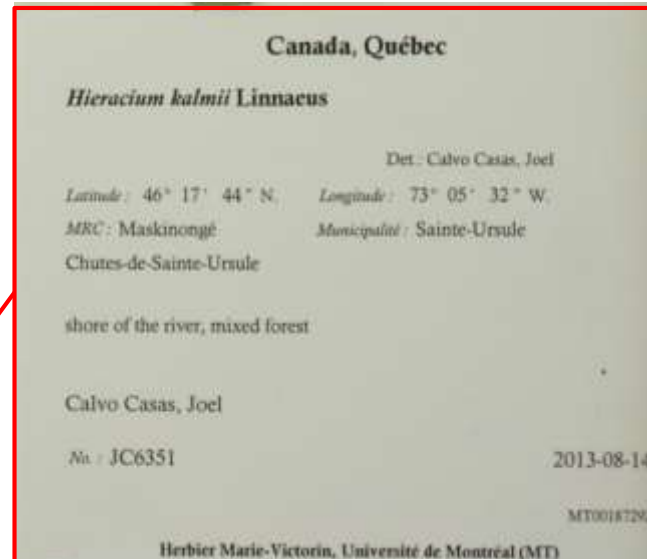 Canada, Québec
Hieracium kalmii Linnaeus
Det : Calvo Casas, Joel
Latitude : 46° 17' 44" N. Longitude : 73° 05' 32" W.
MRC : Maskinongé Municipalité : Sainte-Ursule
Chutes-de-Sainte-Ursule
shore of the river, mixed forest
Calvo Casas, Joel
No. : JC6351 2013-08-14
Herbier Marie-Victorin, Université de Montréal (MT)